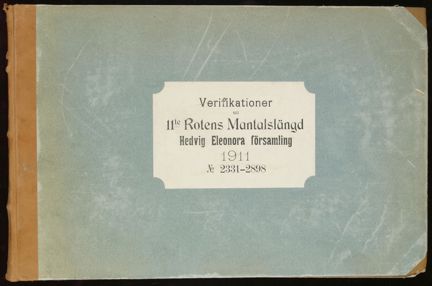 Verifikationer
till
11te Rotens Mantalslängd
Hedvig Eleonora församling
1911
№ 2331-2898